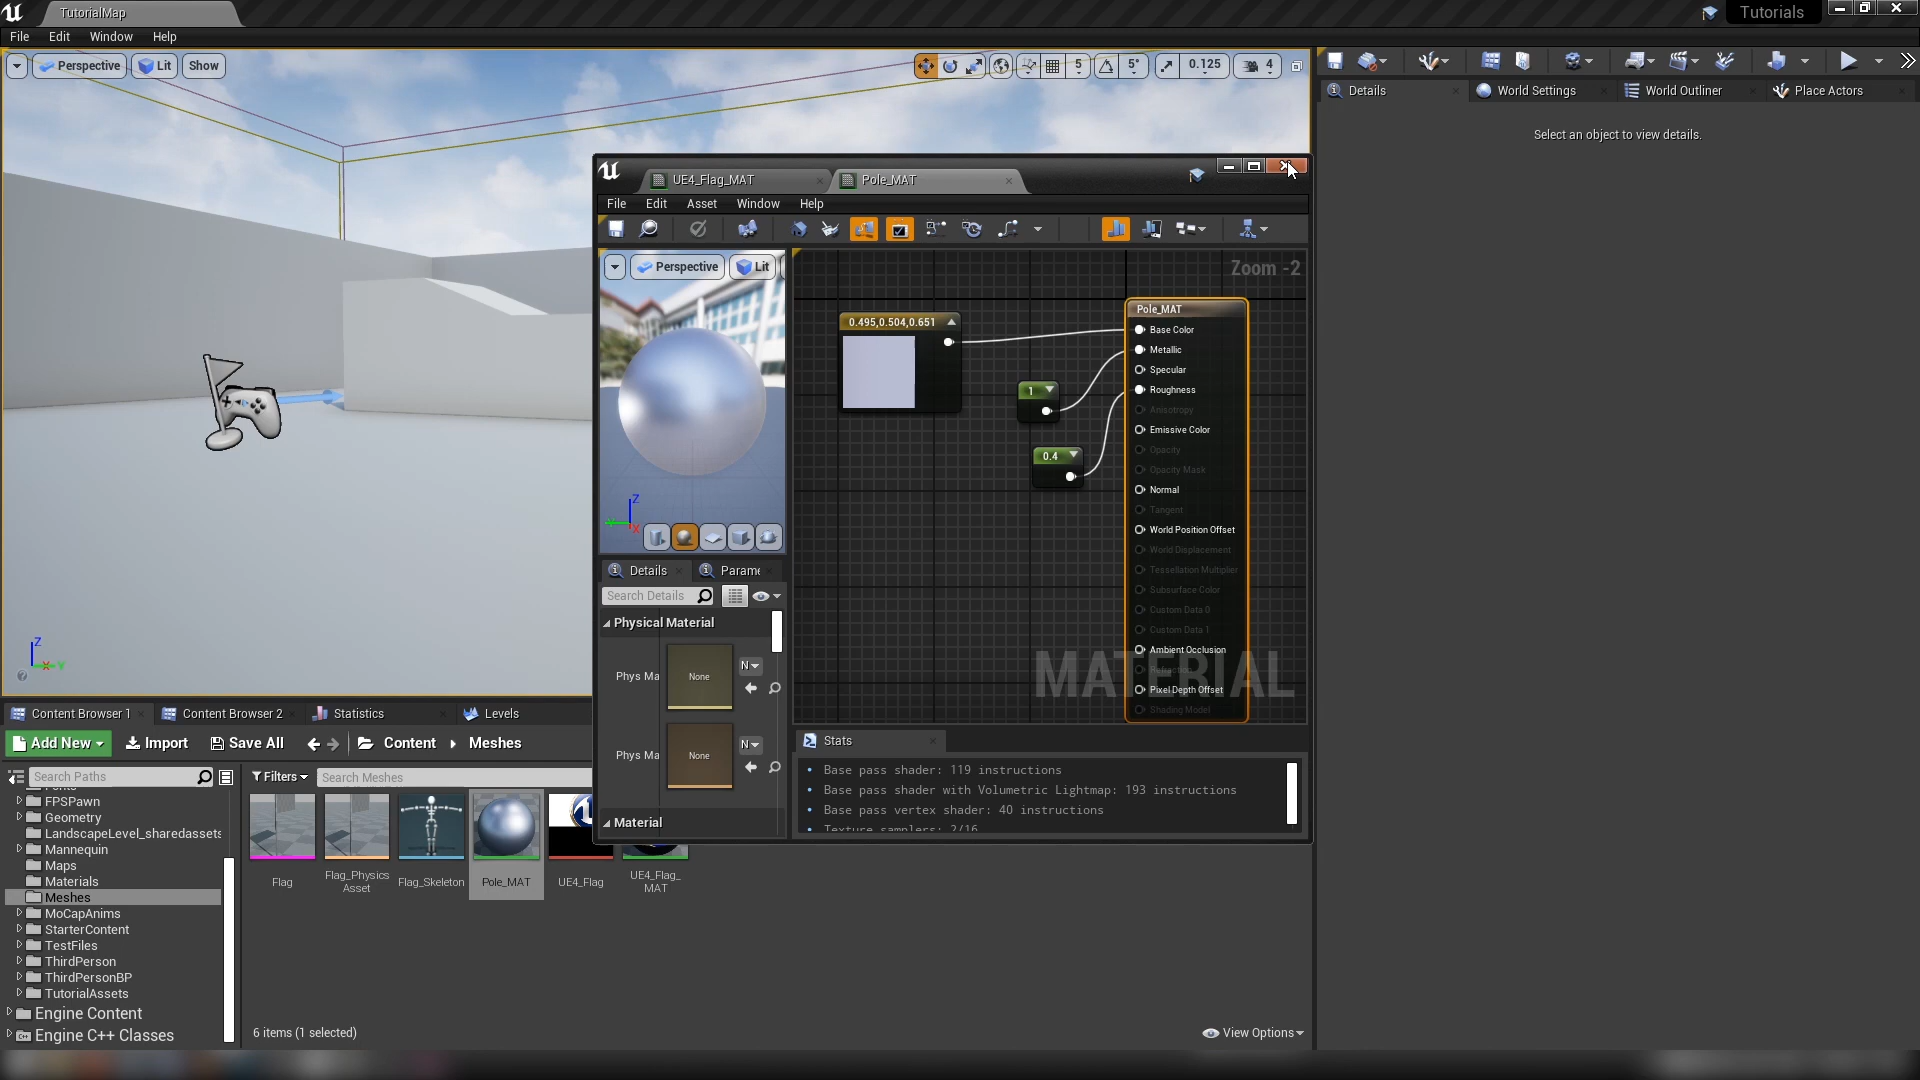 TutorialMap
Tutorials
File Edit Window Help
Perspective Lit Show
5 5° 0.125 4
Details World Settings World Outliner Place Actors
Select an object to view details.
UE4_Flag_MAT Pole_MAT
File Edit Asset Window Help
Perspective Lit
Zoom -2
0.495,0.504,0.651
1
0.4
Pole_MAT
Base Color
Metallic
Specular
Roughness
Anisotropy
Emissive Color
Opacity
Opacity Mask
Normal
Tangent
World Position Offset
World Displacement
Tessellation Multiplier
Subsurface Color
Custom Data 0
Custom Data 1
Ambient Occlusion
Refraction
Pixel Depth Offset
Shading Model
MATERIAL
Z
X
Details Parame
Search Details
Physical Material
Phys Ma None N
Phys Ma None N
Material
Stats
Base pass shader: 119 instructions
Base pass shader with Volumetric Lightmap: 193 instructions
Base pass vertex shader: 40 instructions
Texture samplers: 2/16
Z
X Y
Content Browser 1 Content Browser 2 Statistics Levels
Add New Import Save All Content Meshes
Search Paths Filters Search Meshes
Fonts
FPSPawn
Geometry
LandscapeLevel_sharedassets
Mannequin
Maps
Materials
Meshes
MoCapAnims
StarterContent
TestFiles
ThirdPerson
ThirdPersonBP
TutorialAssets
Engine Content
Engine C++ Classes
Flag
Flag_Physics
Asset
Flag_Skeleton
Pole_MAT
UE4_Flag
UE4_Flag_
MAT
6 items (1 selected)
View Options